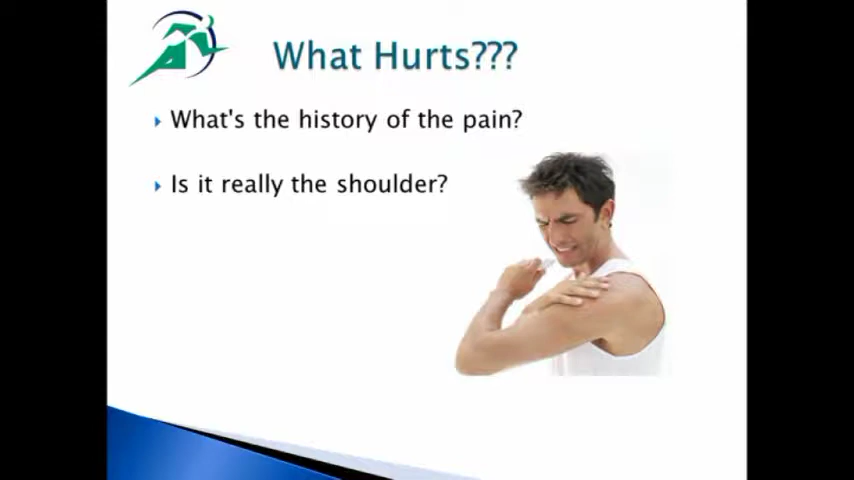 What Hurts???
What's the history of the pain?
Is it really the shoulder?